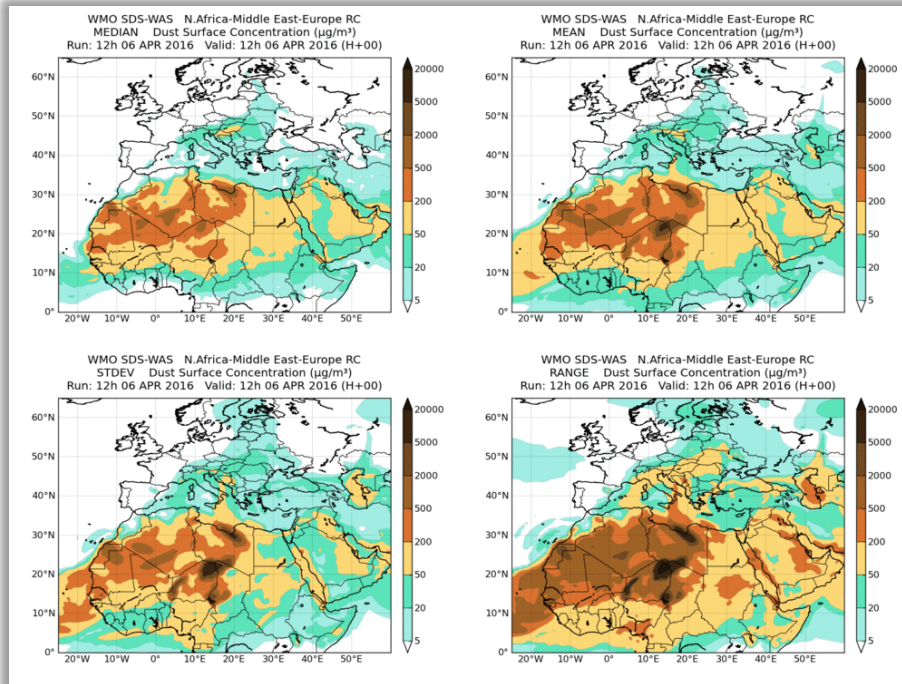 WMO SDS-WAS N.Africa-Middle East-Europe RC
MEDIAN Dust Surface Concentration (µg/m³)
Run: 12h 06 APR 2016 Valid: 12h 06 APR 2016 (H+00)
60°N
50°N
40°N
30°N
20°N
10°N
0°
20°W 10°W 0° 10°E 20°E 30°E 40°E 50°E
20000
5000
2000
500
200
50
20
5
WMO SDS-WAS N.Africa-Middle East-Europe RC
MEAN Dust Surface Concentration (µg/m³)
Run: 12h 06 APR 2016 Valid: 12h 06 APR 2016 (H+00)
60°N
50°N
40°N
30°N
20°N
10°N
0°
20°W 10°W 0° 10°E 20°E 30°E 40°E 50°E
20000
5000
2000
500
200
50
20
5
WMO SDS-WAS N.Africa-Middle East-Europe RC
STDEV Dust Surface Concentration (µg/m³)
Run: 12h 06 APR 2016 Valid: 12h 06 APR 2016 (H+00)
60°N
50°N
40°N
30°N
20°N
10°N
0°
20°W 10°W 0° 10°E 20°E 30°E 40°E 50°E
20000
5000
2000
500
200
50
20
5
WMO SDS-WAS N.Africa-Middle East-Europe RC
RANGE Dust Surface Concentration (µg/m³)
Run: 12h 06 APR 2016 Valid: 12h 06 APR 2016 (H+00)
60°N
50°N
40°N
30°N
20°N
10°N
0°
20°W 10°W 0° 10°E 20°E 30°E 40°E 50°E
20000
5000
2000
500
200
50
20
5